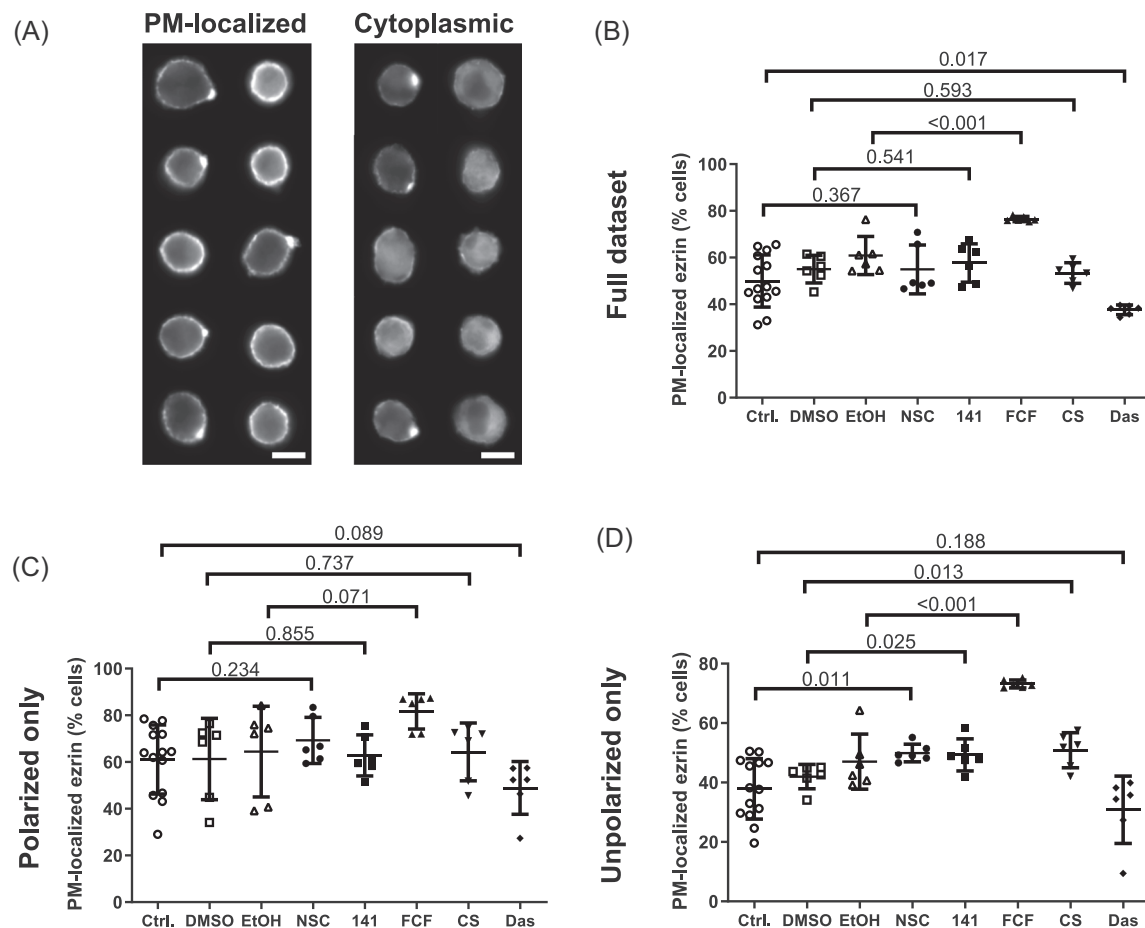 (A)
PM-localized Cytoplasmic
(B)
0.017
0.593
<0.001
0.541
0.367
Full dataset
PM-localized ezrin (% cells)
100
80
60
40
20
0
Ctrl. DMSO EtOH NSC 141 FCF CS Das
(C)
0.089
0.737
0.071
0.855
0.234
Polarized only
PM-localized ezrin (% cells)
100
80
60
40
20
0
Ctrl. DMSO EtOH NSC 141 FCF CS Das
(D)
0.188
0.013
<0.001
0.025
0.011
Unpolarized only
PM-localized ezrin (% cells)
80
60
40
20
0
Ctrl. DMSO EtOH NSC 141 FCF CS Das